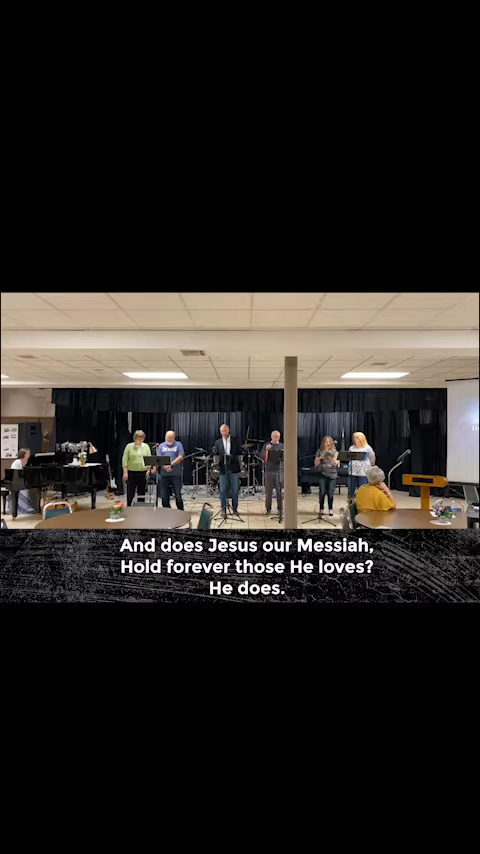 And does Jesus our Messiah,
Hold forever those He loves?
He does.